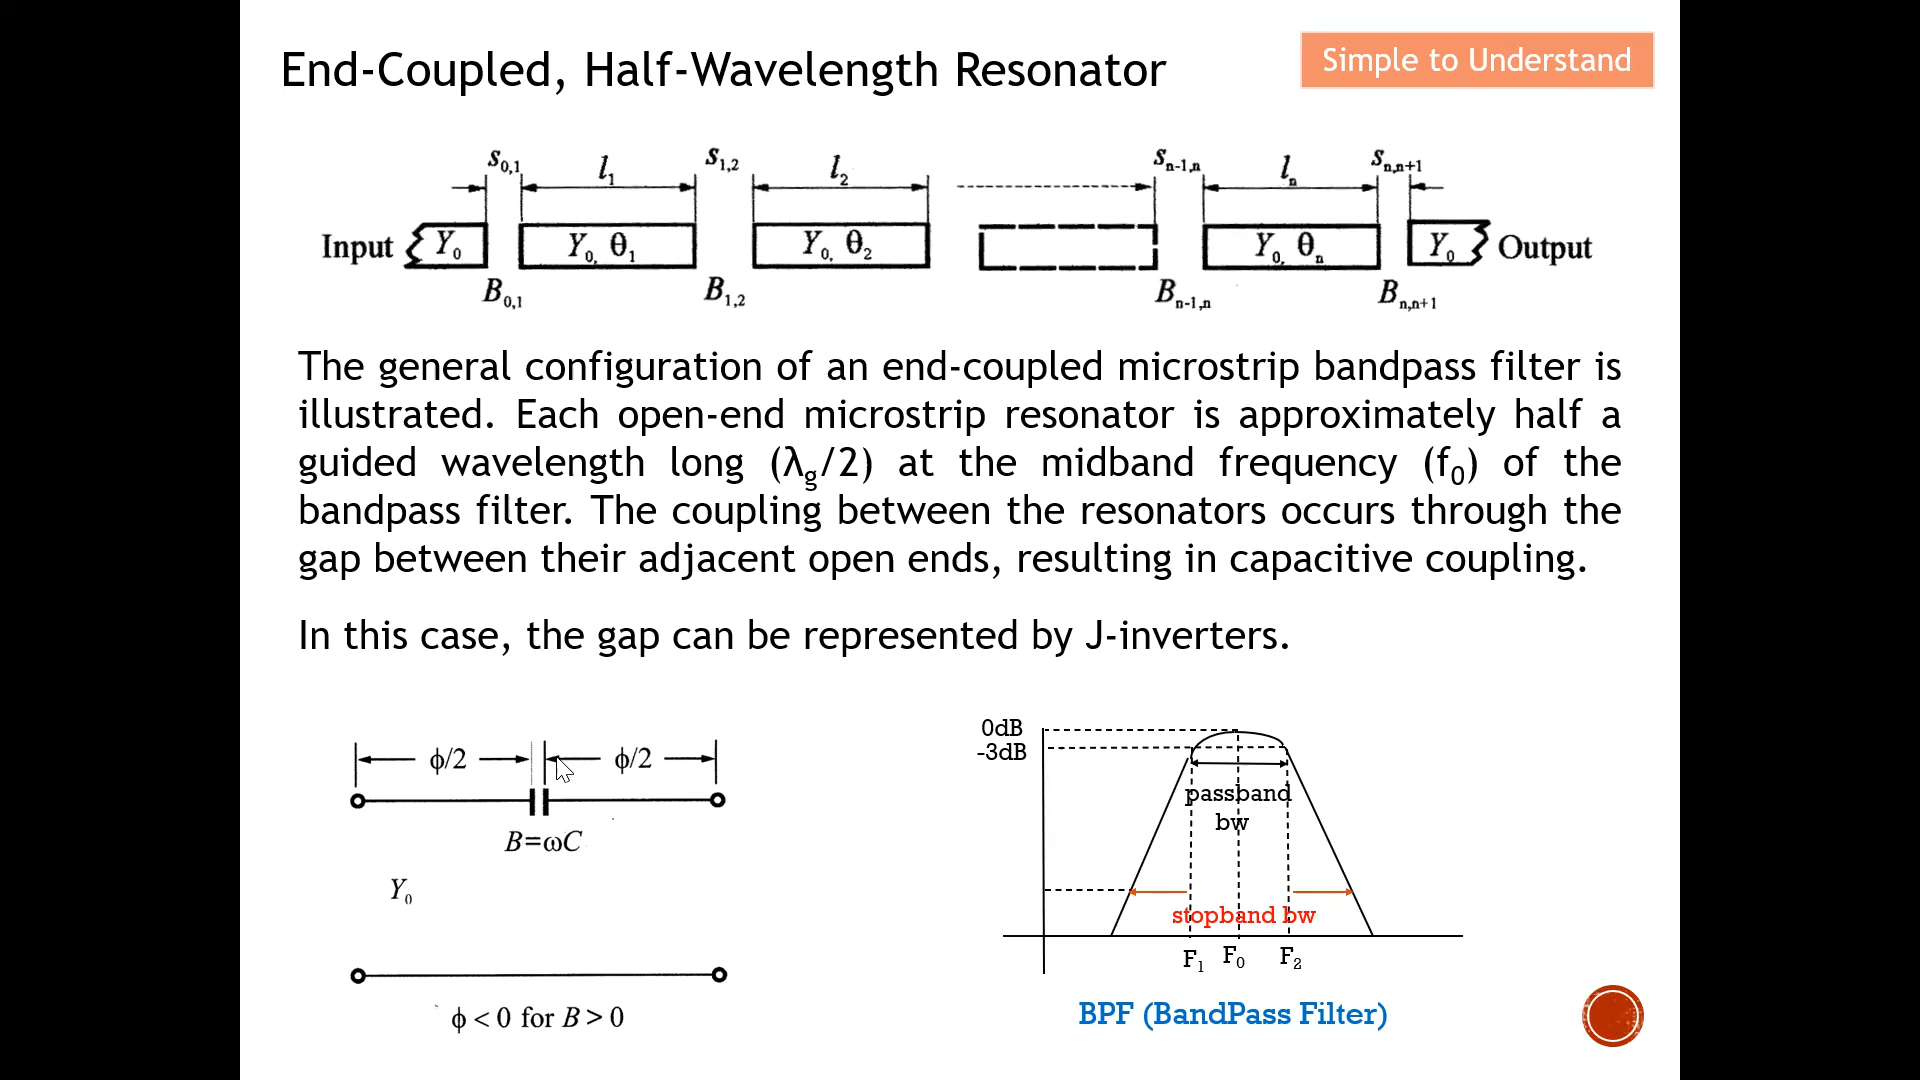 End-Coupled, Half-Wavelength Resonator
Simple to Understand
S0,1 l1 S1,2 l2 Sn-1,n ln Sn,n+1
Input Y0 Y0, θ1 Y0, θ2 Y0, θn Y0 Output
B0,1 B1,2 Bn-1,n Bn,n+1
The general configuration of an end-coupled microstrip bandpass filter is
illustrated. Each open-end microstrip resonator is approximately half a
guided wavelength long (λg/2) at the midband frequency (f0) of the
bandpass filter. The coupling between the resonators occurs through the
gap between their adjacent open ends, resulting in capacitive coupling.
In this case, the gap can be represented by J-inverters.
ϕ/2 ϕ/2
B=ωC
Y0
ϕ < 0 for B > 0
0dB
-3dB
passband
bw
stopband bw
F1 F0 F2
BPF (BandPass Filter)